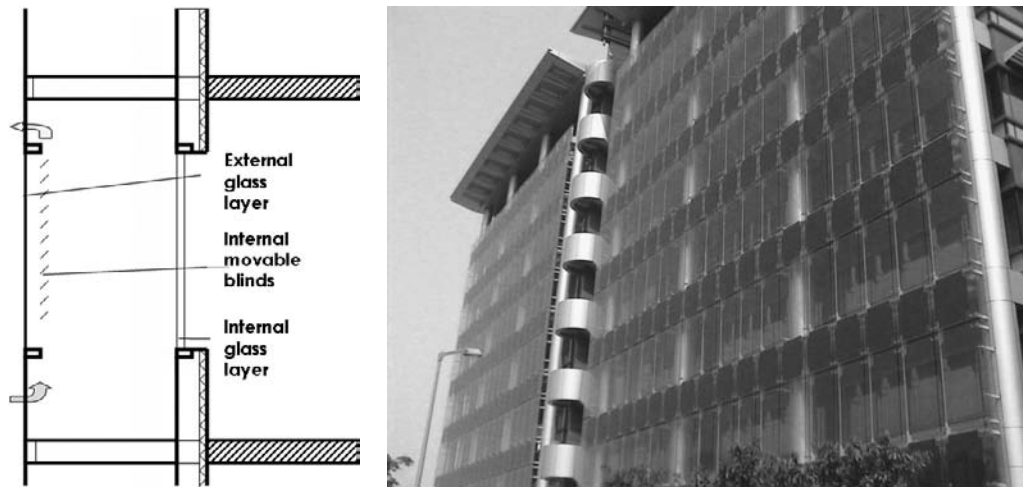 External
glass
layer
Internal
movable
blinds
Internal
glass
layer